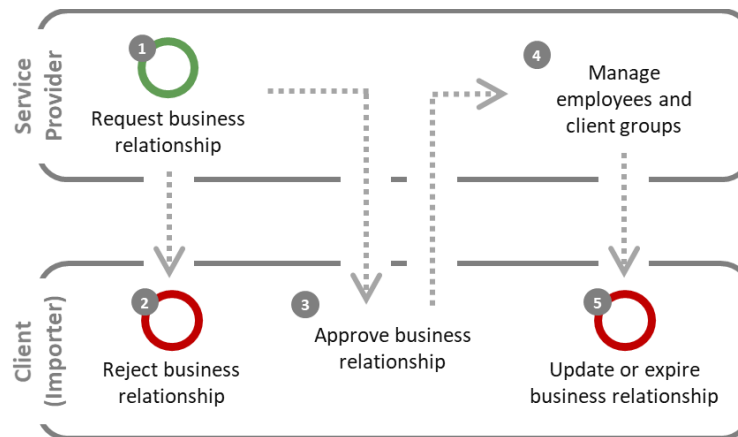 Service
Provider
1
Request business
relationship
4
Manage
employees and
client groups
Client
(Importer)
2
Reject business
relationship
3
Approve business
relationship
5
Update or expire
business relationship